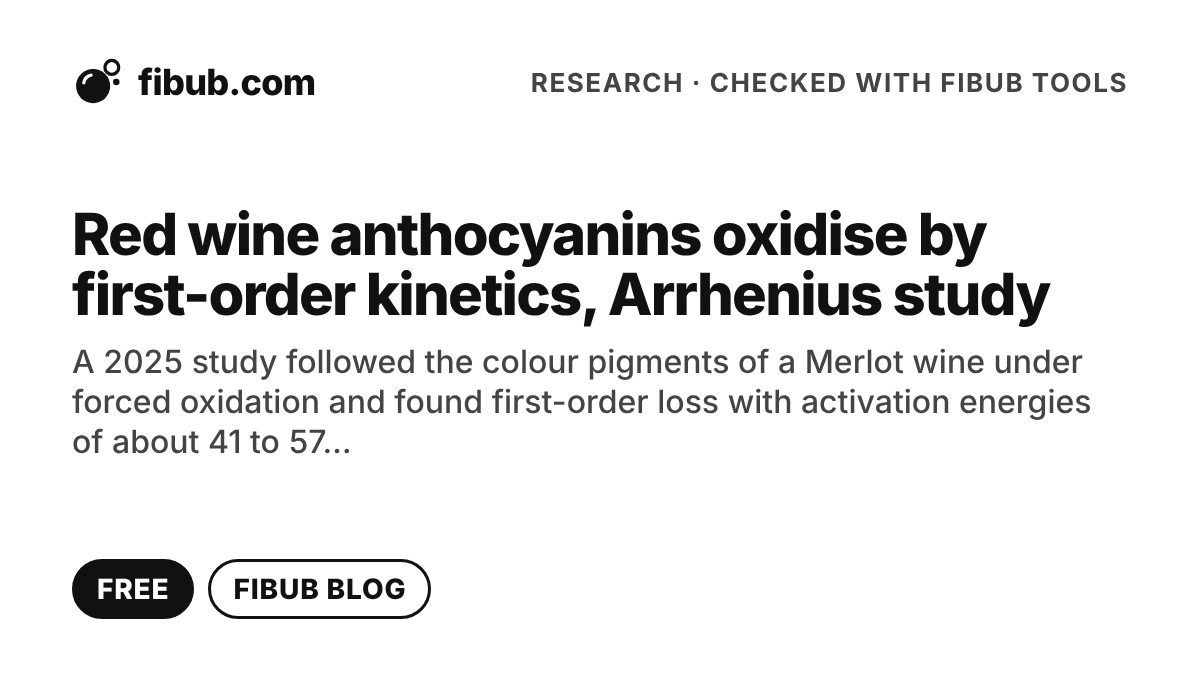 fibub.com
RESEARCH · CHECKED WITH FIBUB TOOLS
Red wine anthocyanins oxidise by
first-order kinetics, Arrhenius study
A 2025 study followed the colour pigments of a Merlot wine under
forced oxidation and found first-order loss with activation energies
of about 41 to 57...
FREE
FIBUB BLOG